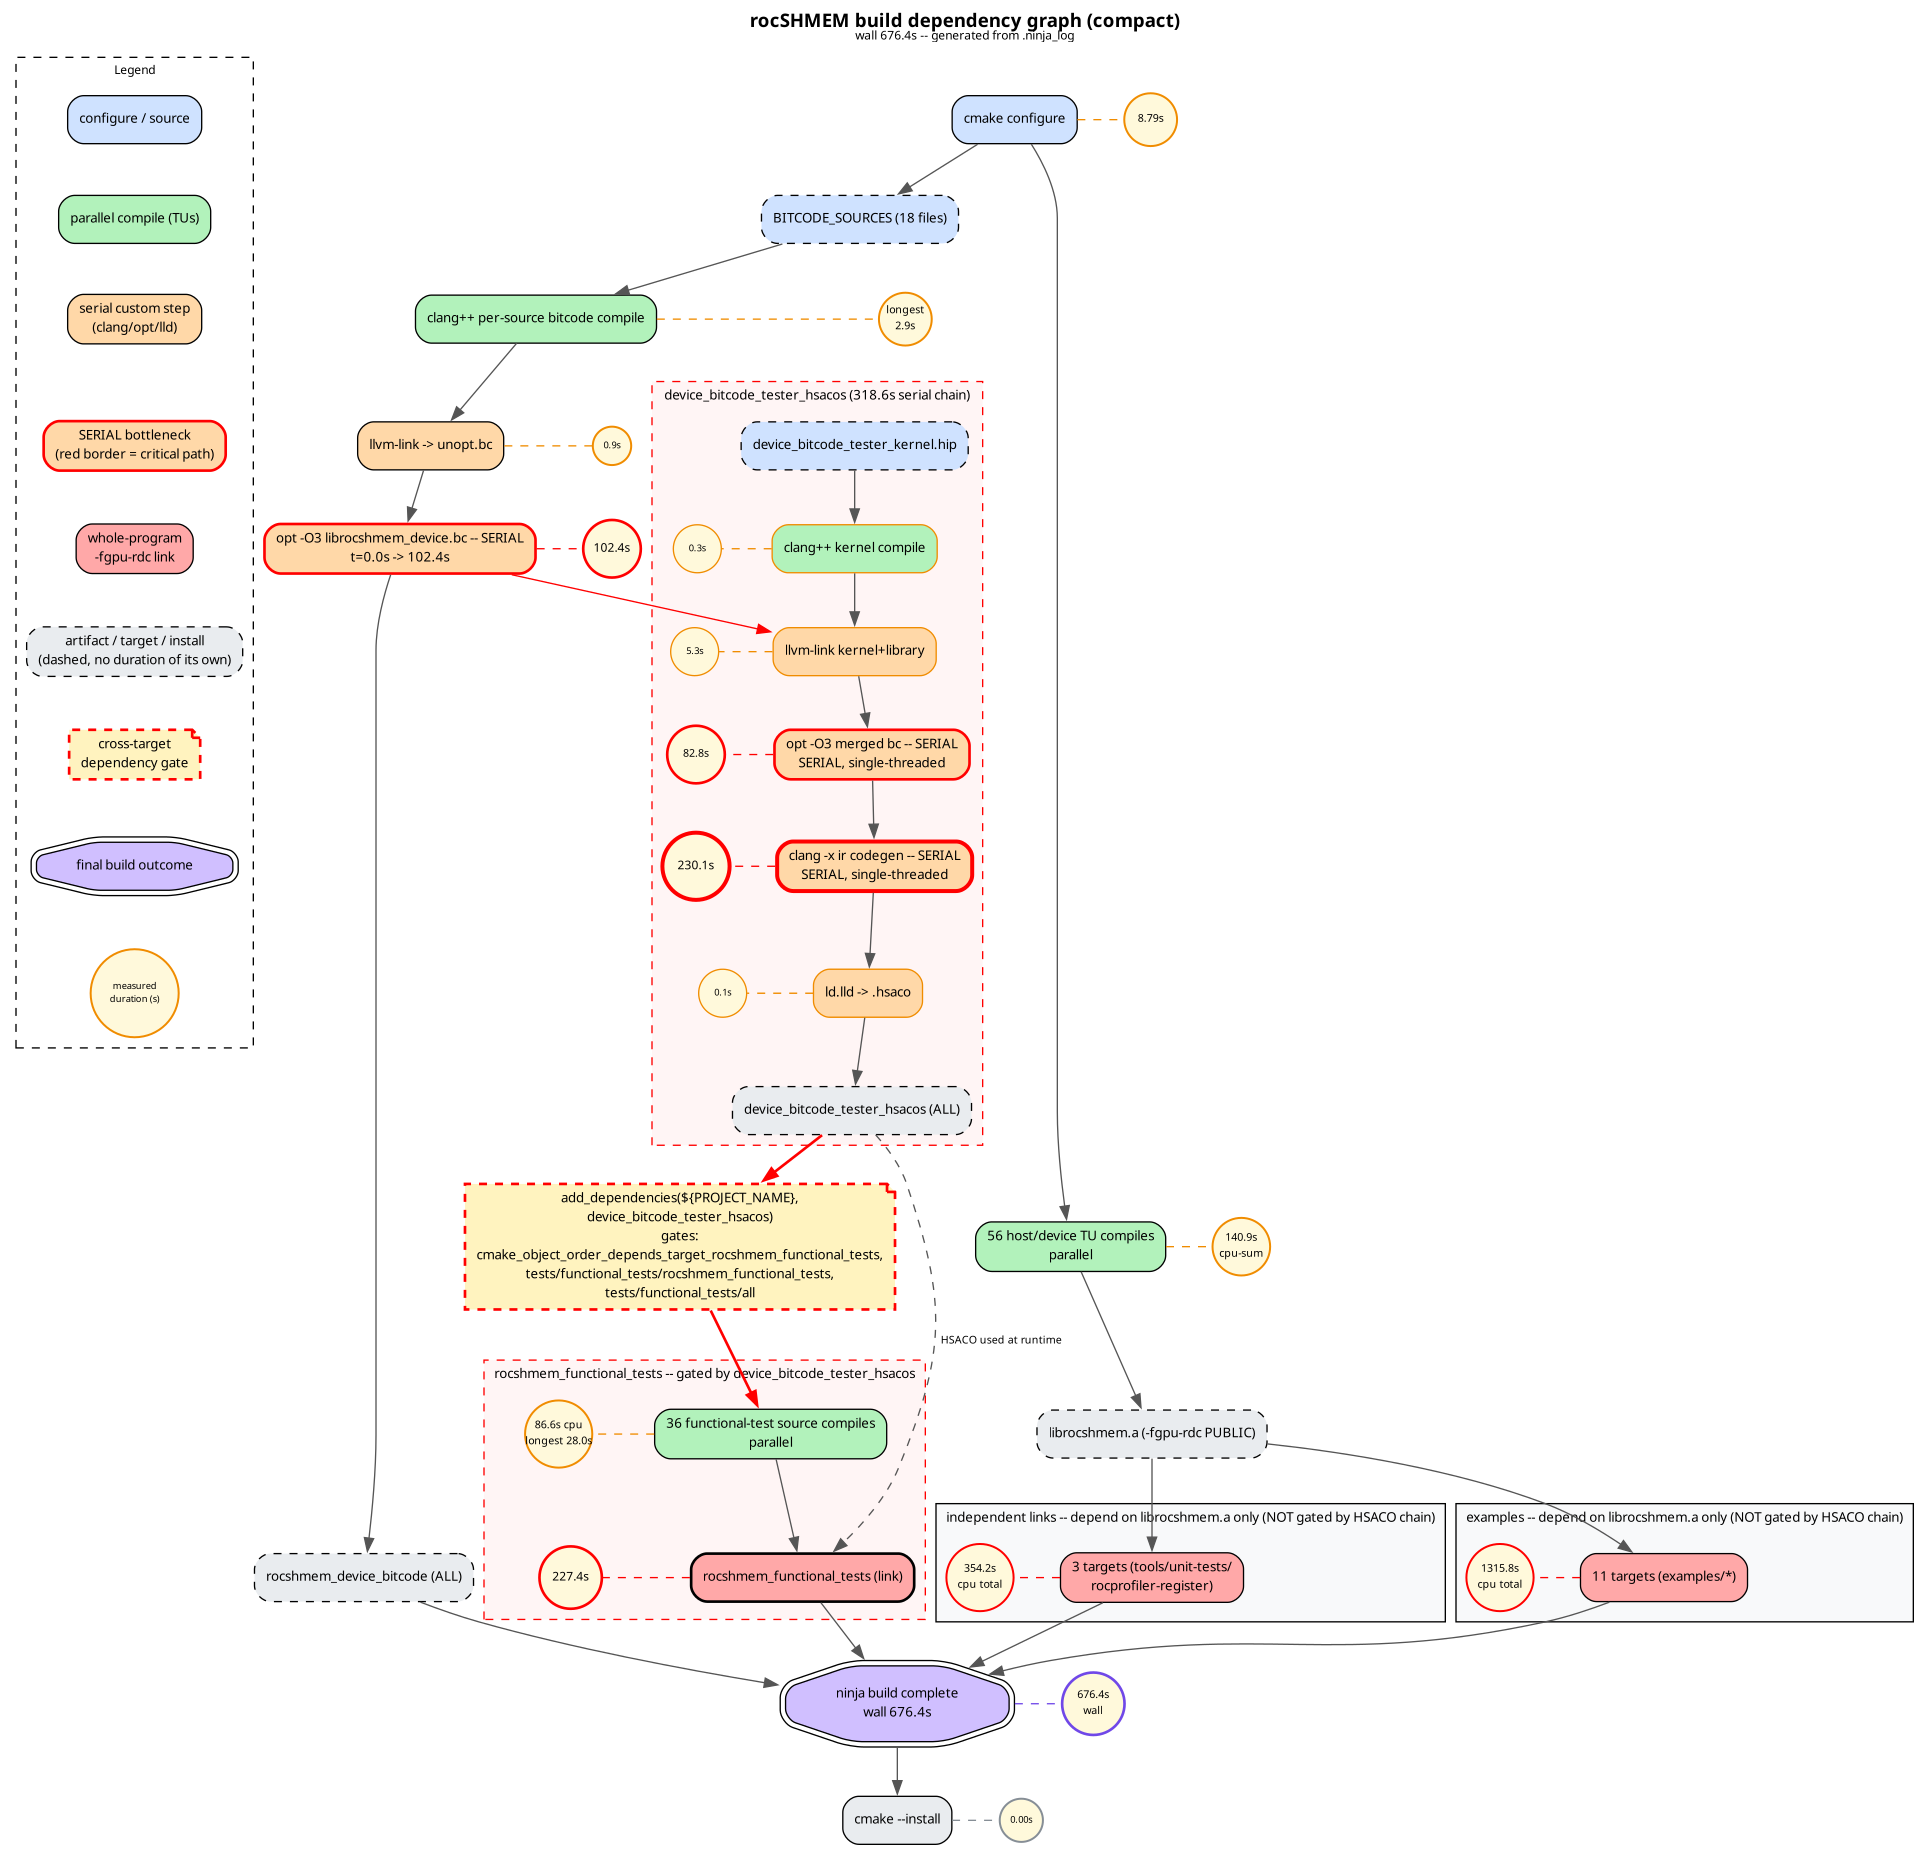 rocSHMEM build dependency graph (compact)
wall 676.4s -- generated from .ninja_log
Legend
configure / source
parallel compile (TUs)
serial custom step
(clang/opt/lld)
SERIAL bottleneck
(red border = critical path)
whole-program
-fgpu-rdc link
artifact / target / install
(dashed, no duration of its own)
cross-target
dependency gate
final build outcome
measured
duration (s)
cmake configure
8.79s
BITCODE_SOURCES (18 files)
clang++ per-source bitcode compile
longest
2.9s
llvm-link -> unopt.bc
0.9s
opt -O3 librocshmem_device.bc -- SERIAL
t=0.0s -> 102.4s
102.4s
device_bitcode_tester_hsacos (318.6s serial chain)
device_bitcode_tester_kernel.hip
clang++ kernel compile
0.3s
llvm-link kernel+library
5.3s
opt -O3 merged bc -- SERIAL
SERIAL, single-threaded
82.8s
clang -x ir codegen -- SERIAL
SERIAL, single-threaded
230.1s
ld.lld -> .hsaco
0.1s
device_bitcode_tester_hsacos (ALL)
add_dependencies(${PROJECT_NAME},
device_bitcode_tester_hsacos)
gates:
cmake_object_order_depends_target_rocshmem_functional_tests,
tests/functional_tests/rocshmem_functional_tests,
tests/functional_tests/all
56 host/device TU compiles
parallel
140.9s
cpu-sum
HSACO used at runtime
rocshmem_functional_tests -- gated by device_bitcode_tester_hsacos
36 functional-test source compiles
parallel
86.6s cpu
longest 28.0s
librocshmem.a (-fgpu-rdc PUBLIC)
rocshmem_device_bitcode (ALL)
rocshmem_functional_tests (link)
227.4s
independent links -- depend on librocshmem.a only (NOT gated by HSACO chain)
354.2s
cpu total
3 targets (tools/unit-tests/
rocprofiler-register)
examples -- depend on librocshmem.a only (NOT gated by HSACO chain)
1315.8s
cpu total
11 targets (examples/*)
ninja build complete
wall 676.4s
676.4s
wall
cmake --install
0.00s